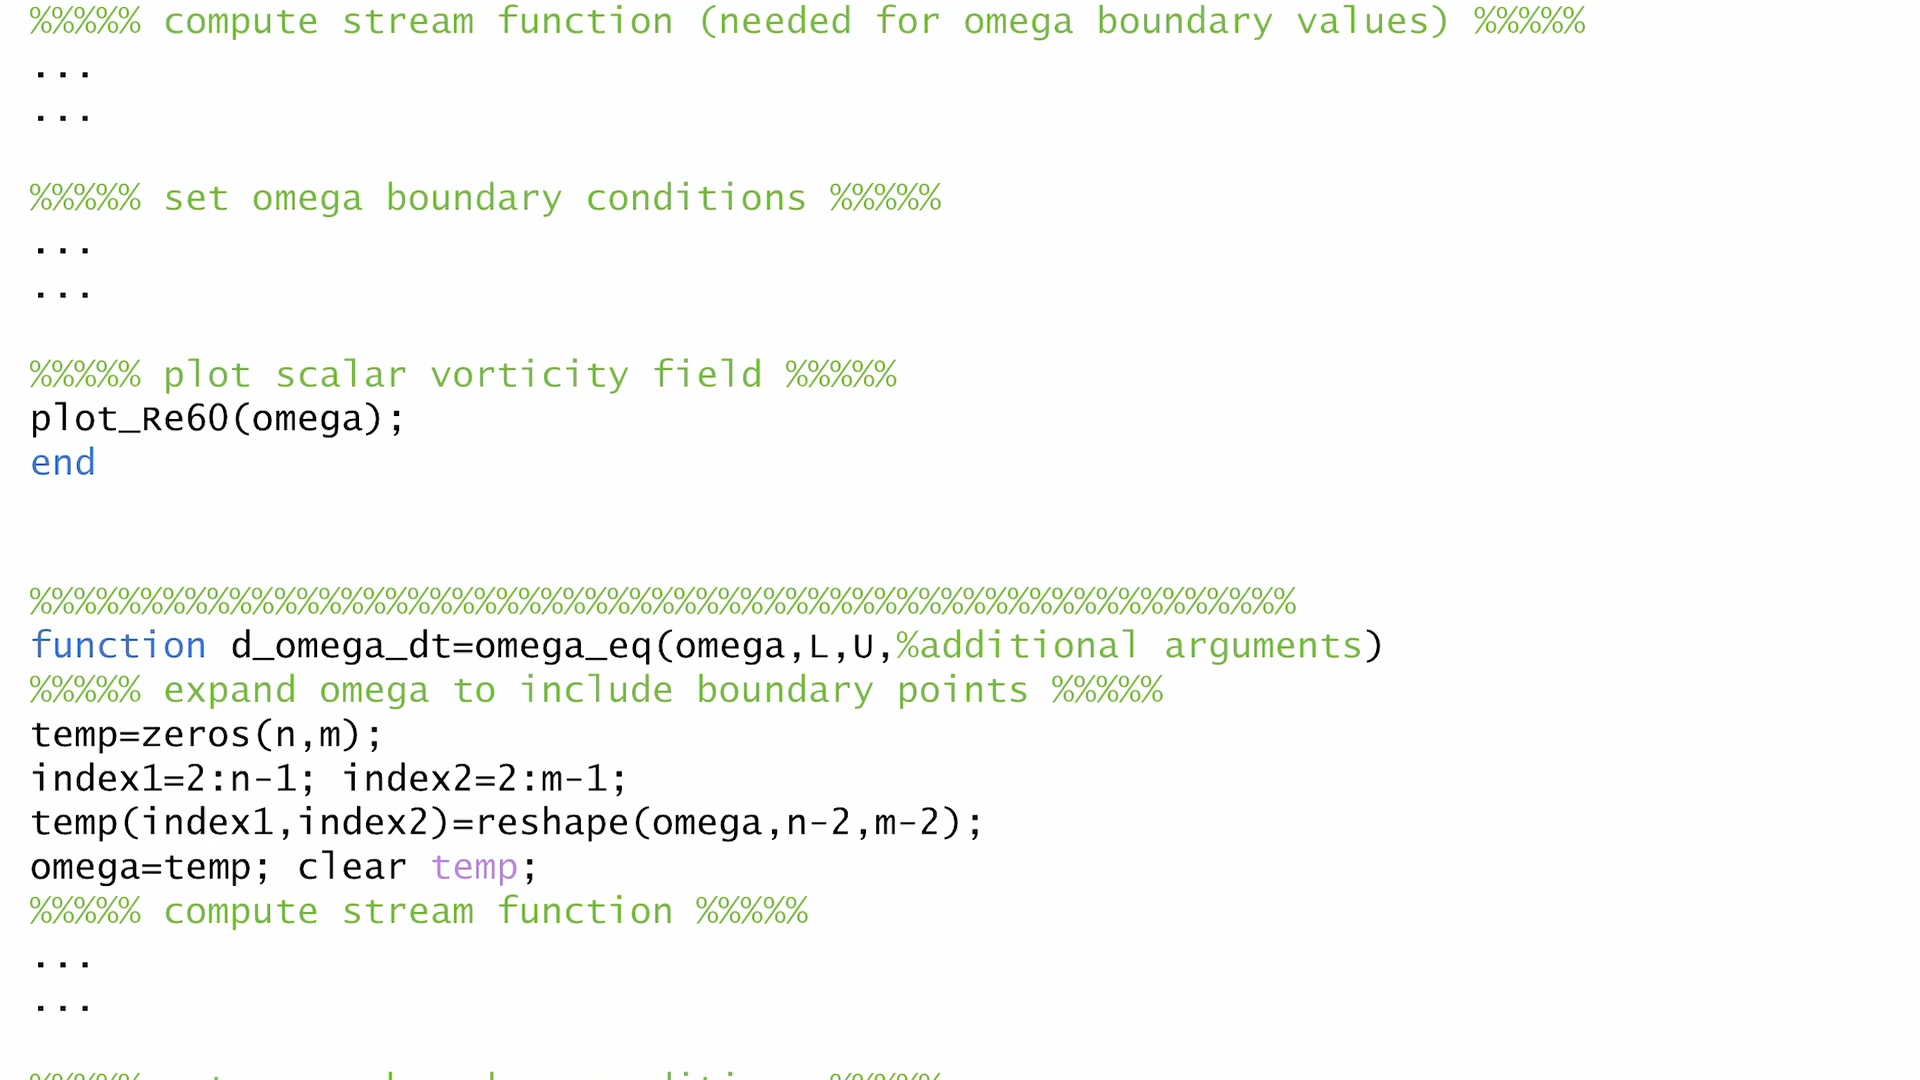 %%%%% compute stream function (needed for omega boundary values) %%%%%
...
...
%%%%% set omega boundary conditions %%%%%
...
...
%%%%% plot scalar vorticity field %%%%%
plot_Re60(omega);
end
%%%%%%%%%%%%%%%%%%%%%%%%%%%%%%%%%%%%%%%%%%%%%%%%%%%%%%%%%
function d_omega_dt=omega_eq(omega,L,U,%additional arguments)
%%%%% expand omega to include boundary points %%%%%
temp=zeros(n,m);
index1=2:n-1; index2=2:m-1;
temp(index1,index2)=reshape(omega,n-2,m-2);
omega=temp; clear temp;
%%%%% compute stream function %%%%%
...
...